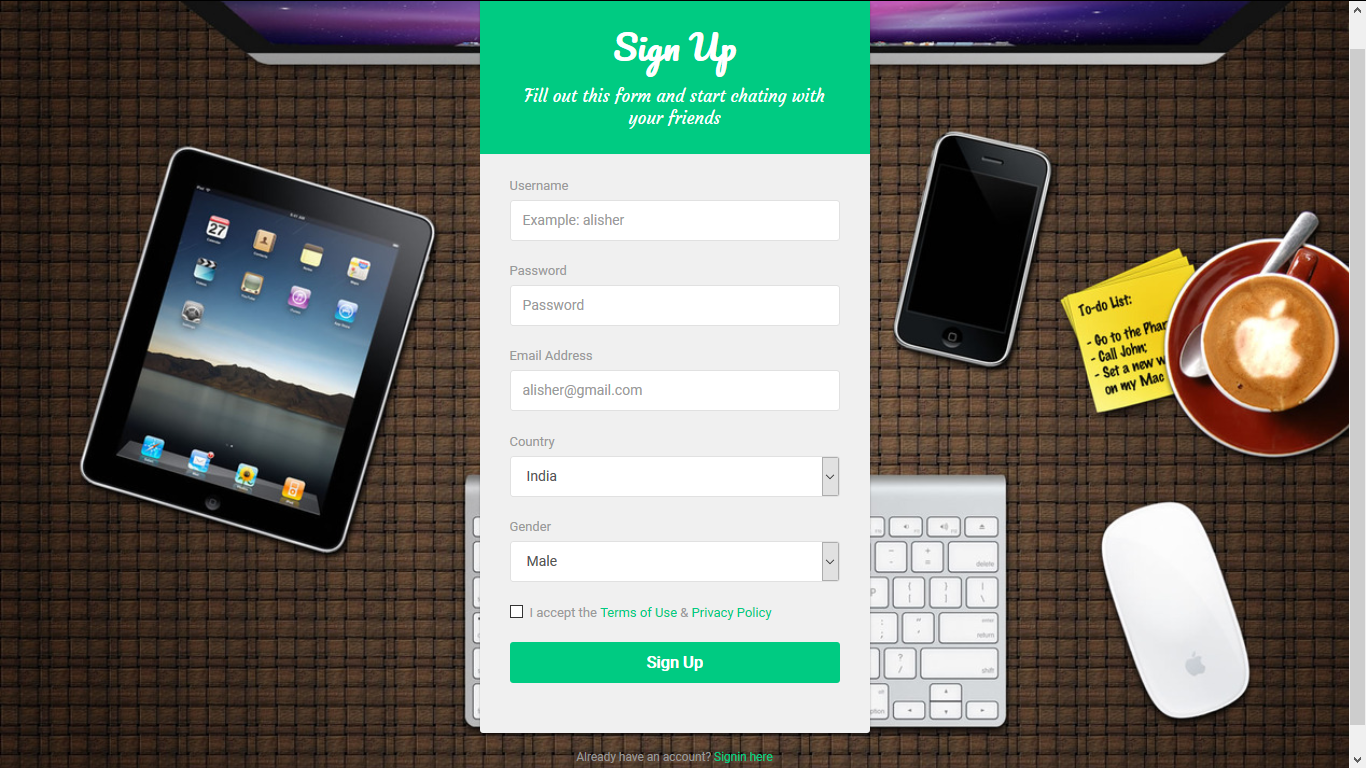 Sign Up
Fill out this form and start chating with
your friends
Username
Example: alisher
Password
Password
Email Address
alisher@gmail.com
Country
India
Gender
Male
I accept the Terms of Use & Privacy Policy
Sign Up
Already have an account? Signin here
To-do List:
- Go to the Phar
- Call John;
- Set a new w
on my Mac
27
delete
return
shift